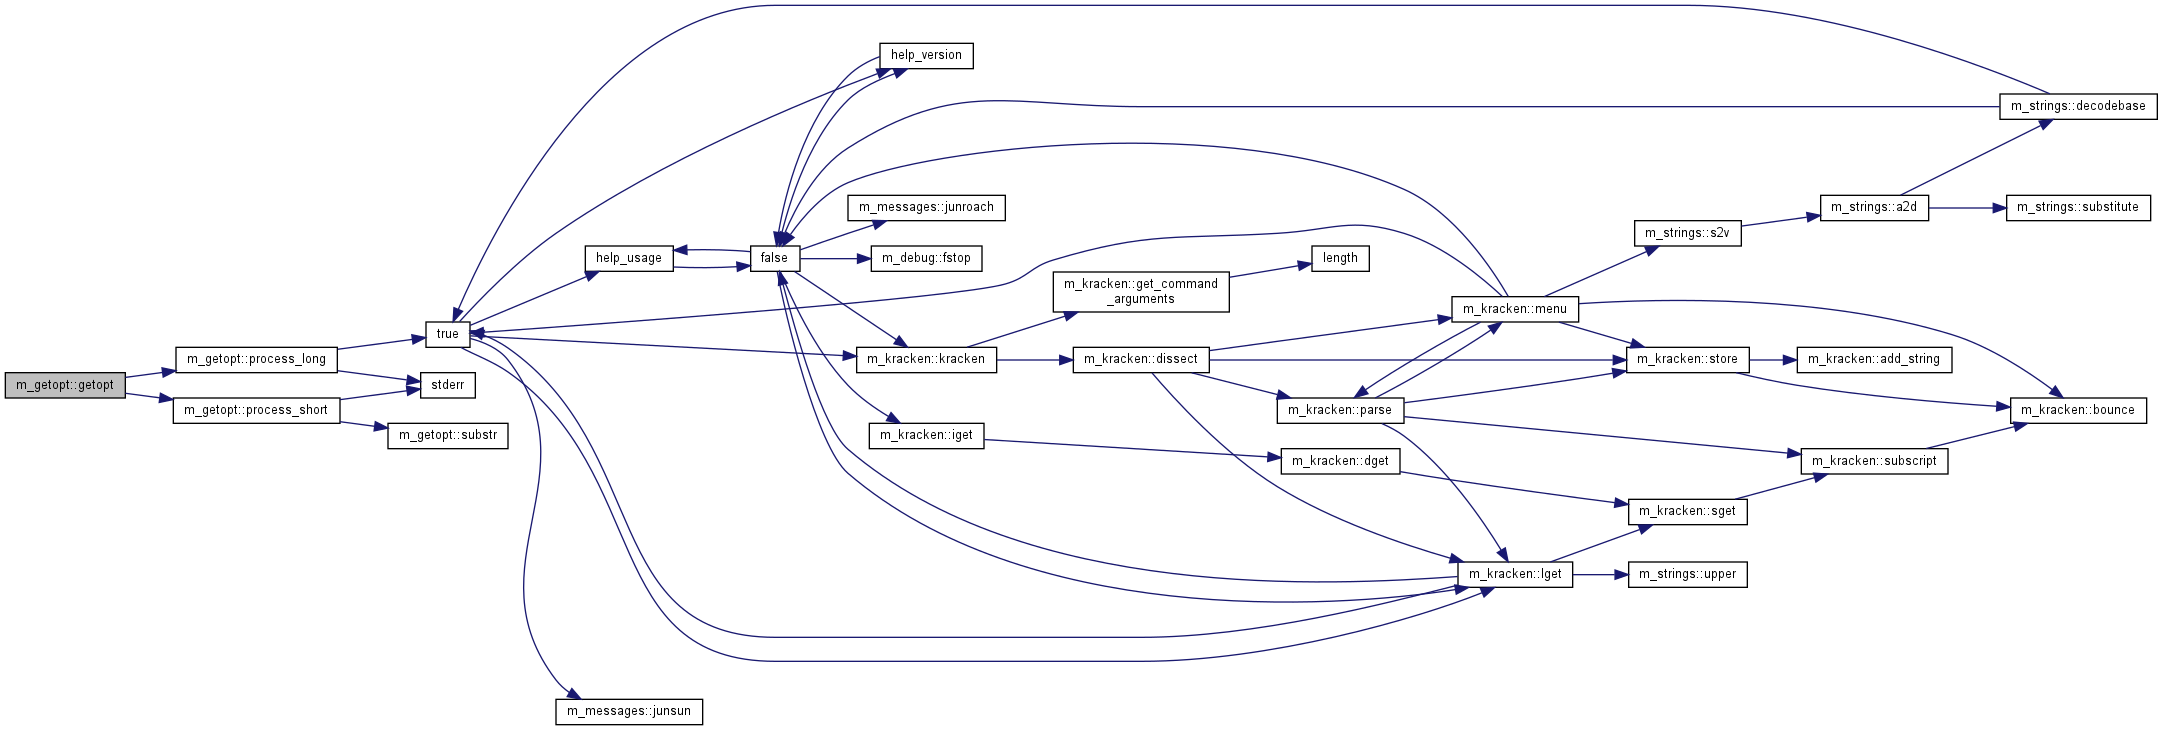 help_version
m_strings::decodebase
m_messages::junroach
m_strings::a2d
m_strings::substitute
m_strings::s2v
help_usage
false
m_debug::fstop
length
m_kracken::get_command
_arguments
m_kracken::menu
true
m_getopt::process_long
m_kracken::kracken
m_kracken::dissect
m_kracken::store
m_kracken::add_string
m_getopt::getopt
stderr
m_getopt::process_short
m_kracken::parse
m_kracken::bounce
m_getopt::substr
m_kracken::iget
m_kracken::dget
m_kracken::subscript
m_kracken::sget
m_kracken::lget
m_strings::upper
m_messages::junsun